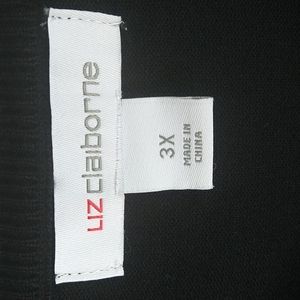 LIZ claiborne
3X
MADE IN
CHINA